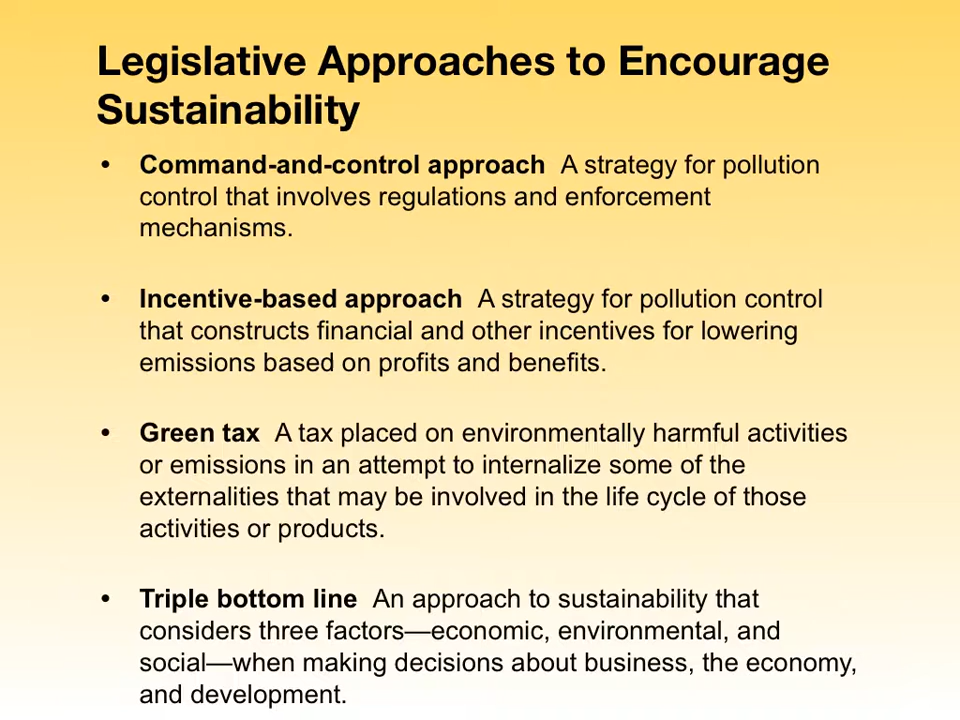 Legislative Approaches to Encourage
Sustainability
• Command-and-control approach A strategy for pollution
control that involves regulations and enforcement
mechanisms.
• Incentive-based approach A strategy for pollution control
that constructs financial and other incentives for lowering
emissions based on profits and benefits.
• Green tax A tax placed on environmentally harmful activities
or emissions in an attempt to internalize some of the
externalities that may be involved in the life cycle of those
activities or products.
• Triple bottom line An approach to sustainability that
considers three factors—economic, environmental, and
social—when making decisions about business, the economy,
and development.